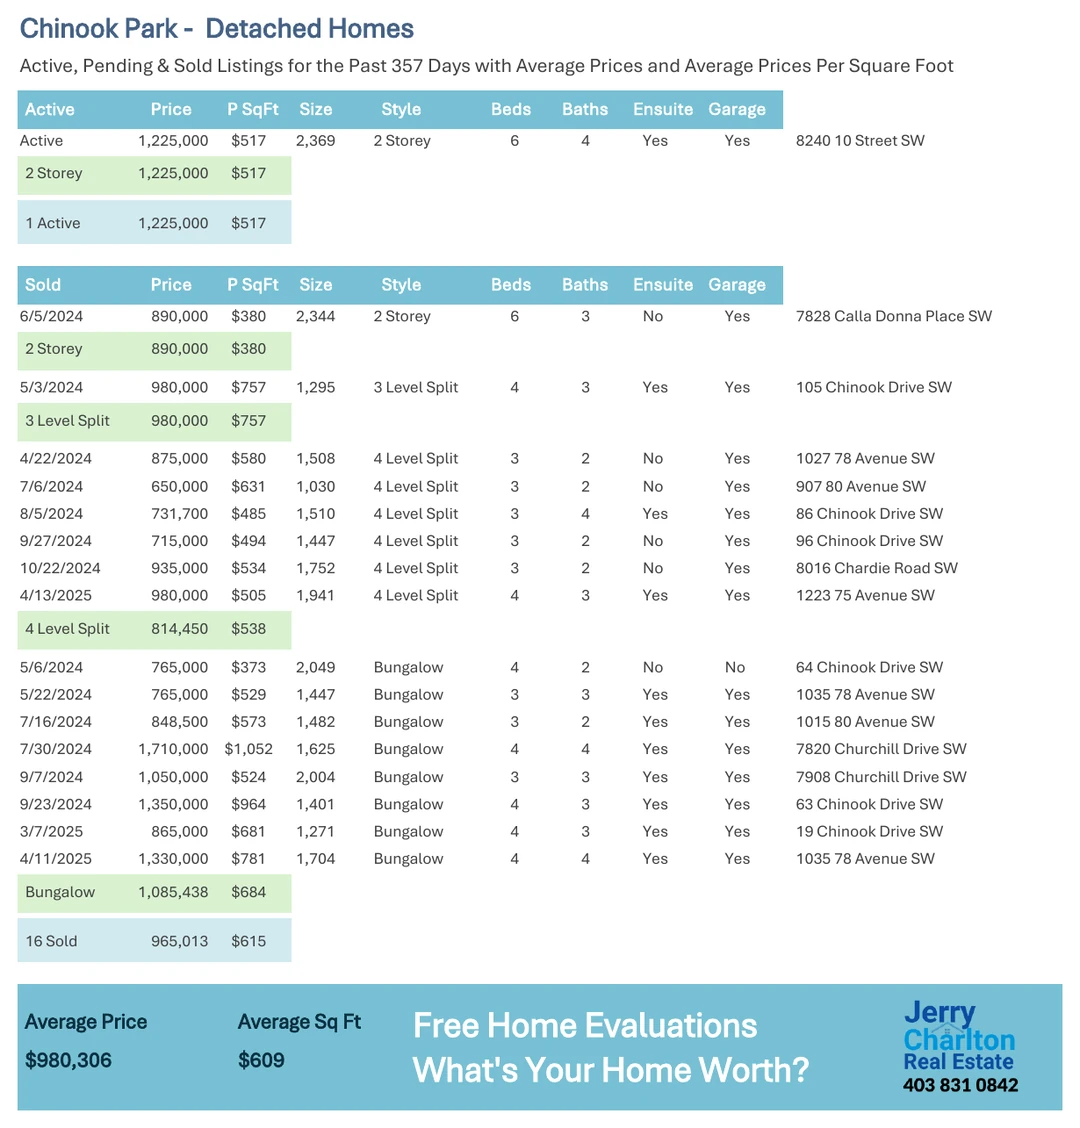 Chinook Park - Detached Homes
Active, Pending & Sold Listings for the Past 357 Days with Average Prices and Average Prices Per Square Foot
Active Price P SqFt Size Style Beds Baths Ensuite Garage
Active 1,225,000 $517 2,369 2 Storey 6 4 Yes Yes 8240 10 Street SW
2 Storey 1,225,000 $517
1 Active 1,225,000 $517
Sold Price P SqFt Size Style Beds Baths Ensuite Garage
6/5/2024 890,000 $380 2,344 2 Storey 6 3 No Yes 7828 Calla Donna Place SW
2 Storey 890,000 $380
5/3/2024 980,000 $757 1,295 3 Level Split 4 3 Yes Yes 105 Chinook Drive SW
3 Level Split 980,000 $757
4/22/2024 875,000 $580 1,508 4 Level Split 3 2 No Yes 1027 78 Avenue SW
7/6/2024 650,000 $631 1,030 4 Level Split 3 2 No Yes 907 80 Avenue SW
8/5/2024 731,700 $485 1,510 4 Level Split 3 4 Yes Yes 86 Chinook Drive SW
9/27/2024 715,000 $494 1,447 4 Level Split 3 2 No Yes 96 Chinook Drive SW
10/22/2024 935,000 $534 1,752 4 Level Split 3 2 No Yes 8016 Chardie Road SW
4/13/2025 980,000 $505 1,941 4 Level Split 4 3 Yes Yes 1223 75 Avenue SW
4 Level Split 814,450 $538
5/6/2024 765,000 $373 2,049 Bungalow 4 2 No No 64 Chinook Drive SW
5/22/2024 765,000 $529 1,447 Bungalow 3 3 Yes Yes 1035 78 Avenue SW
7/16/2024 848,500 $573 1,482 Bungalow 3 2 Yes Yes 1015 80 Avenue SW
7/30/2024 1,710,000 $1,052 1,625 Bungalow 4 4 Yes Yes 7820 Churchill Drive SW
9/7/2024 1,050,000 $524 2,004 Bungalow 3 3 Yes Yes 7908 Churchill Drive SW
9/23/2024 1,350,000 $964 1,401 Bungalow 4 3 Yes Yes 63 Chinook Drive SW
3/7/2025 865,000 $681 1,271 Bungalow 4 3 Yes Yes 19 Chinook Drive SW
4/11/2025 1,330,000 $781 1,704 Bungalow 4 4 Yes Yes 1035 78 Avenue SW
Bungalow 1,085,438 $684
16 Sold 965,013 $615
Average Price Average Sq Ft
$980,306 $609
Free Home Evaluations
What's Your Home Worth?
Jerry
Charlton
Real Estate
403 831 0842